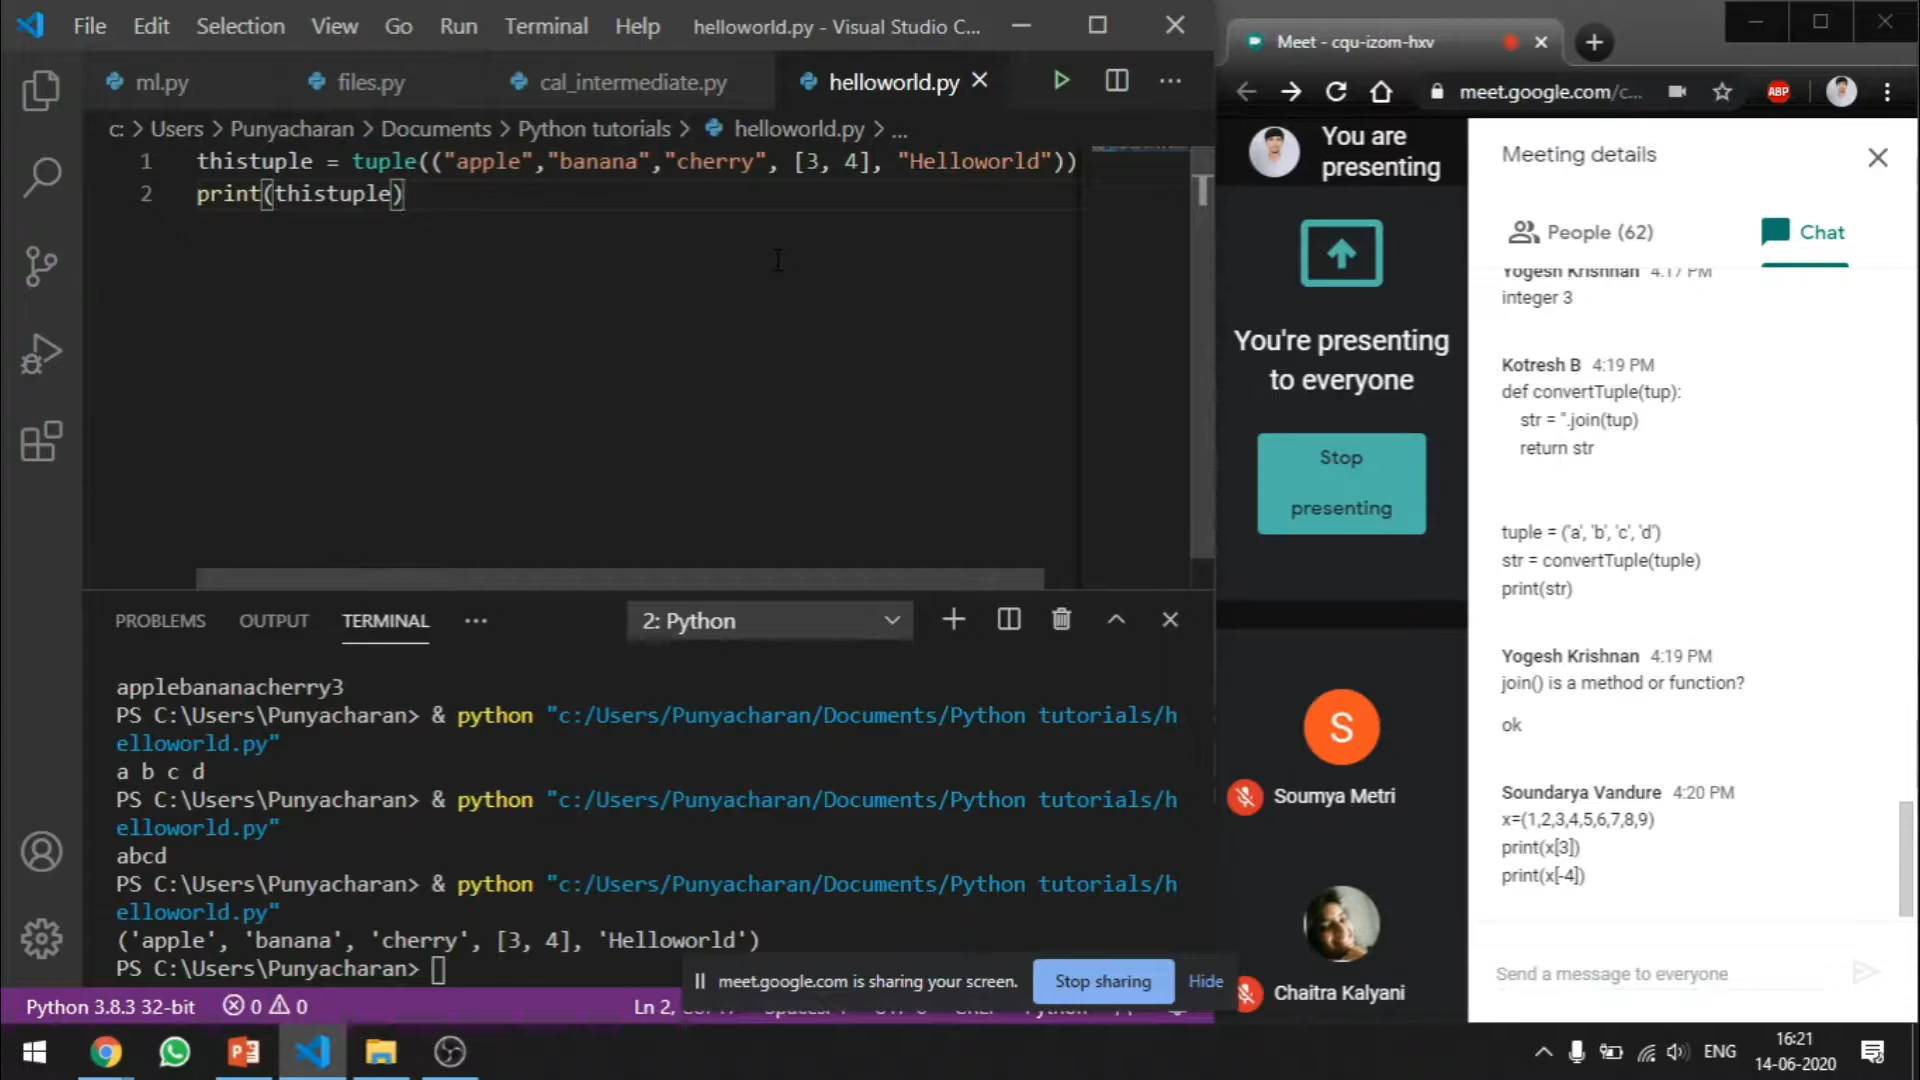 File Edit Selection View Go Run Terminal Help helloworld.py - Visual Studio C...
ml.py files.py cal_intermediate.py helloworld.py
c: > Users > Punyacharan > Documents > Python tutorials > helloworld.py > ...
1 thistuple = tuple(("apple","banana","cherry", [3, 4], "Helloworld"))
2 print(thistuple)
PROBLEMS OUTPUT TERMINAL ... 2: Python
applebananacherry3
PS C:\Users\Punyacharan> & python "c:/Users/Punyacharan/Documents/Python tutorials/h
elloworld.py"
a b c d
PS C:\Users\Punyacharan> & python "c:/Users/Punyacharan/Documents/Python tutorials/h
elloworld.py"
abcd
PS C:\Users\Punyacharan> & python "c:/Users/Punyacharan/Documents/Python tutorials/h
elloworld.py"
('apple', 'banana', 'cherry', [3, 4], 'Helloworld')
PS C:\Users\Punyacharan>
Python 3.8.3 32-bit 0 0 Ln 2,
meet.google.com is sharing your screen. Stop sharing Hide
Meet - cqu-izom-hxv
meet.google.com/c... ABP
You are
presenting
You're presenting
to everyone
Stop
presenting
S
Soumya Metri
Chaitra Kalyani
Meeting details
People (62) Chat
Yogesh Krishnan 4:17 PM
integer 3
Kotresh B 4:19 PM
def convertTuple(tup):
str = ''.join(tup)
return str
tuple = ('a', 'b', 'c', 'd')
str = convertTuple(tuple)
print(str)
Yogesh Krishnan 4:19 PM
join() is a method or function?
ok
Soundarya Vandure 4:20 PM
x=(1,2,3,4,5,6,7,8,9)
print(x[3])
print(x[-4])
Send a message to everyone
ENG
16:21
14-06-2020